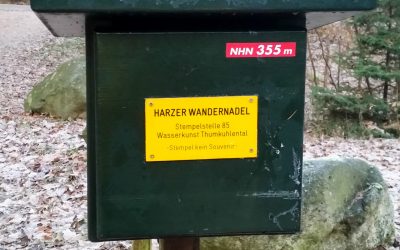 NHN 355 m
HARZER WANDERNADEL
Stempelstelle 85
Wasserkunst Thumkuhlental
-Stempel kein Souvenir-